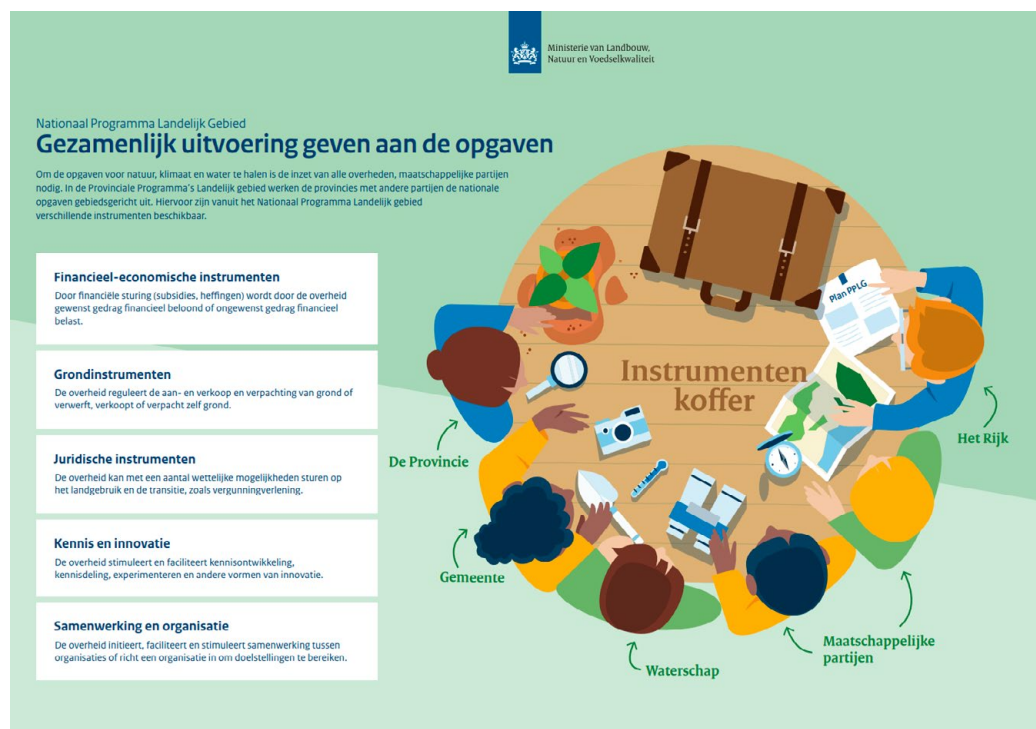 Ministerie van Landbouw,
Natuur en Voedselkwaliteit
Nationaal Programma Landelijk Gebied
Gezamenlijk uitvoering geven aan de opgaven
Om de opgaven voor natuur, klimaat en water te halen is de inzet van alle overheden, maatschappelijke partijen
nodig. In de Provinciale Programma's Landelijk gebied werken de provincies met andere partijen de nationale
opgaven gebiedsgericht uit. Hiervoor zijn vanuit het Nationaal Programma Landelijk gebied
verschillende instrumenten beschikbaar.
Financieel-economische instrumenten
Door financiële sturing (subsidies, heffingen) wordt door de overheid
gewenst gedrag financieel beloond of ongewenst gedrag financieel
belast.
Grondinstrumenten
De overheid reguleert de aan- en verkoop en verpachting van grond of
verwerft, verkoopt of verpacht zelf grond.
Juridische instrumenten
De overheid kan met een aantal wettelijke mogelijkheden sturen op
het landgebruik en de transitie, zoals vergunningverlening.
Kennis en innovatie
De overheid stimuleert en faciliteert kennisontwikkeling,
kennisdeling, experimenteren en andere vormen van innovatie.
Samenwerking en organisatie
De overheid initieert, faciliteert en stimuleert samenwerking tussen
organisaties of richt een organisatie in om doelstellingen te bereiken.
Plan PPLG
Instrumenten
koffer
De Provincie
Het Rijk
Gemeente
Maatschappelijke
partijen
Waterschap